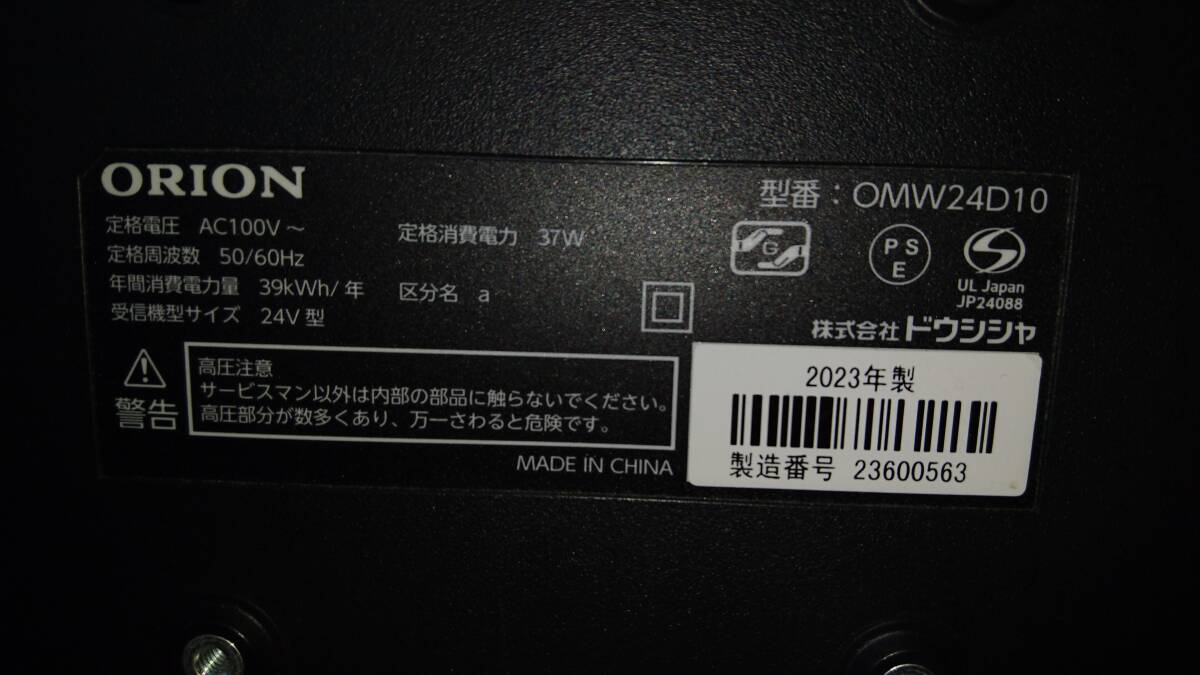 ORION
型番：OMW24D10
定格電圧 AC100V～
定格消費電力 37W
定格周波数 50/60Hz
年間消費電力量 39kWh/年
区分名 a
受信機型サイズ 24V型
G
PS
E
UL Japan
JP24088
株式会社ドウシシャ
警告
高圧注意
サービスマン以外は内部の部品に触らないでください。
高圧部分が数多くあり、万一さわると危険です。
MADE IN CHINA
2023年製
製造番号 23600563